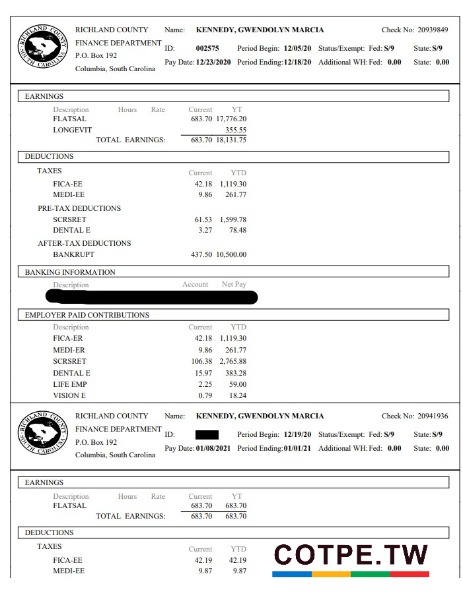 RICHLAND COUNTY Name: KENNEDY, GWENDOLYN MARCIA Check No: 20939849
FINANCE DEPARTMENT ID: 002575 Period Begin: 12/05/20 Status/Exempt: Fed: S/9 State: S/9
P.O. Box 192
Pay Date: 12/23/2020 Period Ending: 12/18/20 Additional WH: Fed: 0.00 State: 0.00
Columbia, South Carolina
EARNINGS
Description Hours Rate Current YT
FLATSAL 683.70 17,776.20
LONGEVIT 355.55
TOTAL EARNINGS: 683.70 18,131.75
DEDUCTIONS
TAXES Current YTD
FICA-EE 42.18 1,119.30
MEDI-EE 9.86 261.77
PRE-TAX DEDUCTIONS
SCRSRET 61.53 1,599.78
DENTAL E 3.27 78.48
AFTER-TAX DEDUCTIONS
BANKRUPT 437.50 10,500.00
BANKING INFORMATION
Description Account Net Pay
EMPLOYER PAID CONTRIBUTIONS
Description Current YTD
FICA-ER 42.18 1,119.30
MEDI-ER 9.86 261.77
SCRSRET 106.38 2,765.88
DENTAL E 15.97 383.28
LIFE EMP 2.25 59.00
VISION E 0.79 18.24
RICHLAND COUNTY Name: KENNEDY, GWENDOLYN MARCIA Check No: 20941936
FINANCE DEPARTMENT ID: Period Begin: 12/19/20 Status/Exempt: Fed: S/9 State: S/9
P.O. Box 192
Pay Date: 01/08/2021 Period Ending: 01/01/21 Additional WH: Fed: 0.00 State: 0.00
Columbia, South Carolina
EARNINGS
Description Hours Rate Current YT
FLATSAL 683.70 683.70
TOTAL EARNINGS: 683.70 683.70
DEDUCTIONS
TAXES Current YTD
FICA-EE 42.19 42.19
MEDI-EE 9.87 9.87
COTPE.TW